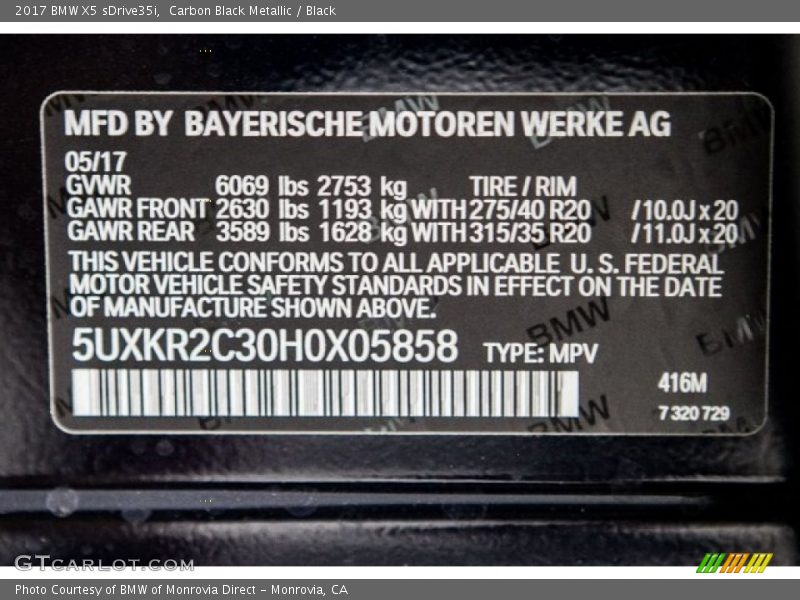 2017 BMW X5 sDrive35i,  Carbon Black Metallic / Black
MFD BY BAYERISCHE MOTOREN WERKE AG
05/17
GVWR 6069 lbs 2753 kg TIRE / RIM
GAWR FRONT 2630 lbs 1193 kg WITH 275/40 R20 /10.0J x 20
GAWR REAR 3589 lbs 1628 kg WITH 315/35 R20 /11.0J x 20
THIS VEHICLE CONFORMS TO ALL APPLICABLE U. S. FEDERAL
MOTOR VEHICLE SAFETY STANDARDS IN EFFECT ON THE DATE
OF MANUFACTURE SHOWN ABOVE.
5UXKR2C30H0X05858 TYPE: MPV
416M
7 320 729
GTCARLOT.COM
Photo Courtesy of BMW of Monrovia Direct - Monrovia, CA